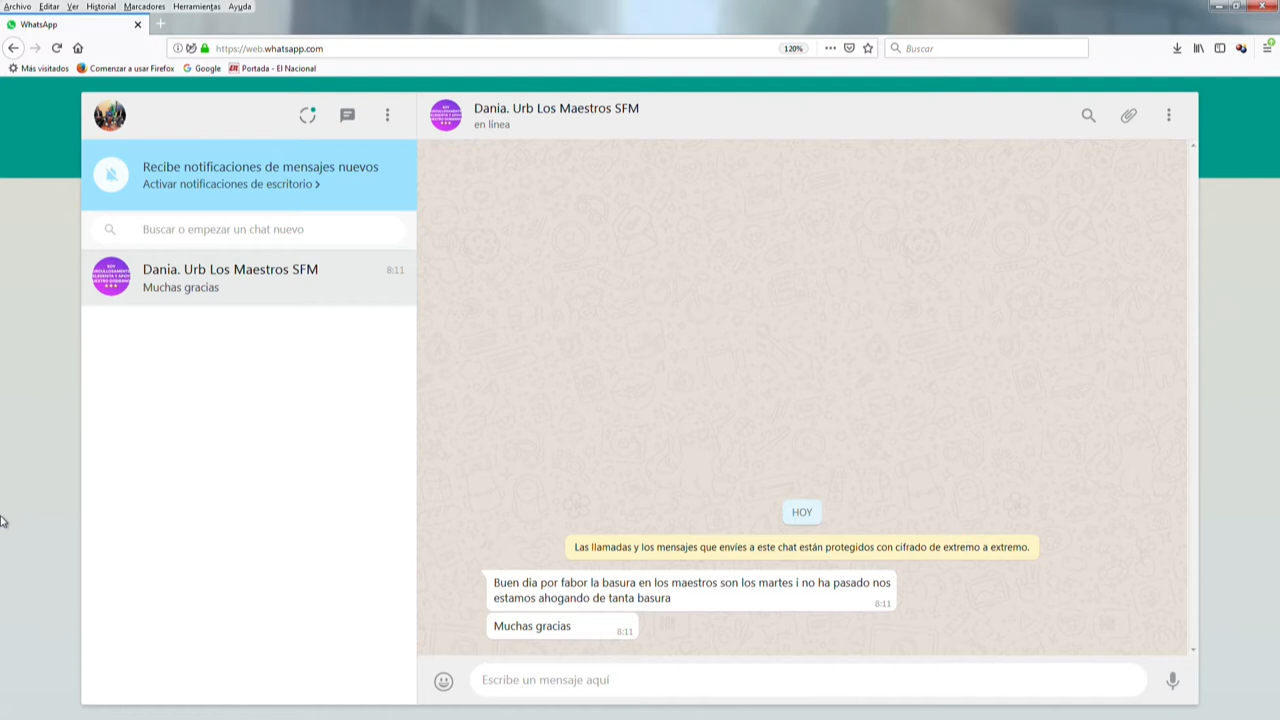 Archivo Editar Ver Historial Marcadores Herramientas Ayuda
WhatsApp
https://web.whatsapp.com
120%
Buscar
Más visitados Comenzar a usar Firefox Google Portada - El Nacional
Dania. Urb Los Maestros SFM
en línea
Recibe notificaciones de mensajes nuevos
Activar notificaciones de escritorio
Buscar o empezar un chat nuevo
Dania. Urb Los Maestros SFM 8:11
Muchas gracias
HOY
Las llamadas y los mensajes que envíes a este chat están protegidos con cifrado de extremo a extremo.
Buen dia por fabor la basura en los maestros son los martes i no ha pasado nos
estamos ahogando de tanta basura
8:11
Muchas gracias 8:11
Escribe un mensaje aquí